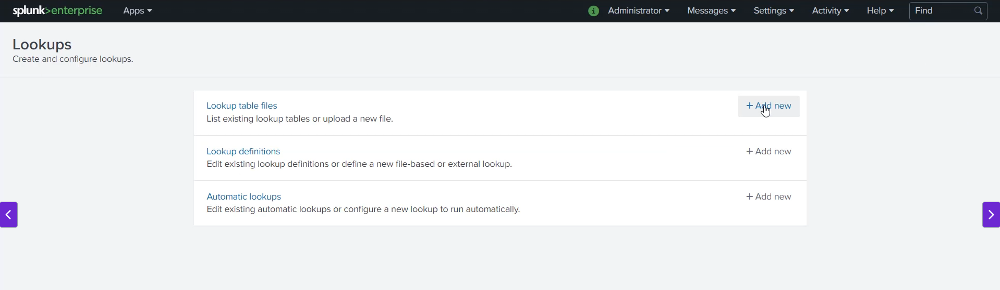 splunk>enterprise Apps Administrator Messages Settings Activity Help Find
Lookups
Create and configure lookups.
Lookup table files + Add new
List existing lookup tables or upload a new file.
Lookup definitions + Add new
Edit existing lookup definitions or define a new file-based or external lookup.
Automatic lookups + Add new
Edit existing automatic lookups or configure a new lookup to run automatically.